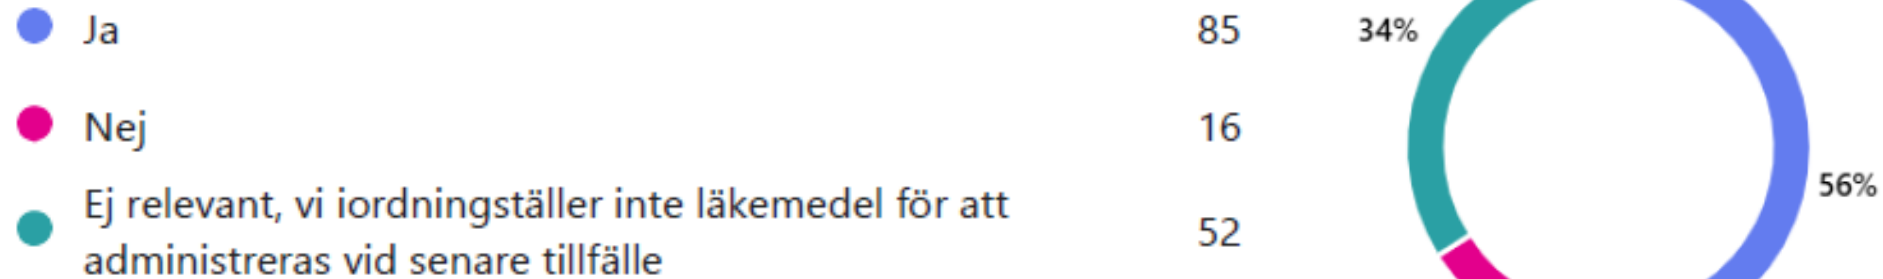 Ja 85 34%
Nej 16
56%
Ej relevant, vi iordningställer inte läkemedel för att
administreras vid senare tillfälle 52